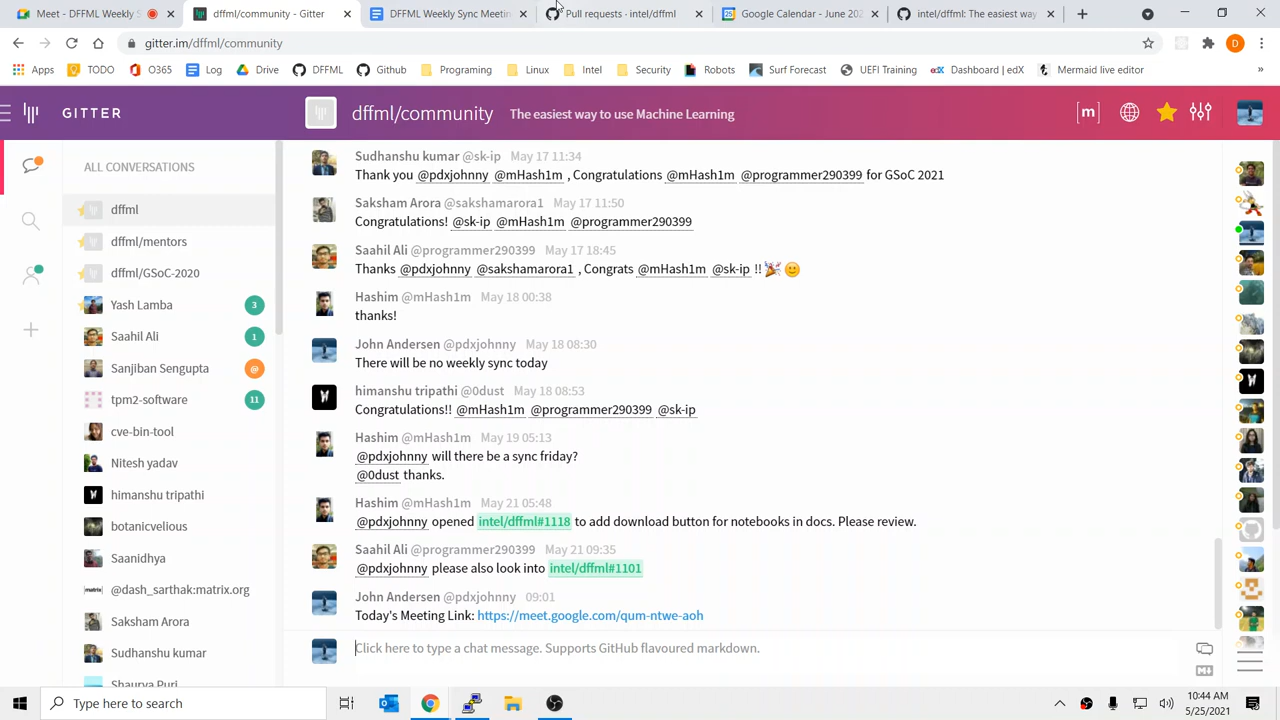 DFFML Weekly S
GSoC Weekly Sync Meetin
Pull requests · intel/dffml
Google Calendar - June 202
intel/dffml: The easiest way
gitter.im/dffml/community
D
Apps
TODO
O365
Log
Drive
DFFML
Github
Programing
Linux
Intel
Security
Robots
Surf Forecast
UEFI Training
Dashboard | edX
Mermaid live editor
»
GITTER
dffml/community
The easiest way to use Machine Learning
[m]
ALL CONVERSATIONS
dffml
dffml/mentors
dffml/GSoC-2020
Yash Lamba
3
Saahil Ali
1
Sanjiban Sengupta
@
tpm2-software
11
cve-bin-tool
Nitesh yadav
himanshu tripathi
botanicvelious
Saanidhya
@dash_sarthak:matrix.org
Saksham Arora
Sudhanshu kumar
Shaurya Puri
Sudhanshu kumar @sk-ip May 17 11:34
Thank you @pdxjohnny @mHash1m , Congratulations @mHash1m @programmer290399 for GSoC 2021
Saksham Arora @sakshamarora1 May 17 11:50
Congratulations! @sk-ip @mHash1m @programmer290399
Saahil Ali @programmer290399 May 17 18:45
Thanks @pdxjohnny @sakshamarora1 , Congrats @mHash1m @sk-ip !!🎉😊
Hashim @mHash1m May 18 00:38
thanks!
John Andersen @pdxjohnny May 18 08:30
There will be no weekly sync today
himanshu tripathi @0dust May 18 08:53
Congratulations!! @mHash1m @programmer290399 @sk-ip
Hashim @mHash1m May 19 05:13
@pdxjohnny will there be a sync friday?
@0dust thanks.
Hashim @mHash1m May 21 05:48
@pdxjohnny opened intel/dffml#1118 to add download button for notebooks in docs. Please review.
Saahil Ali @programmer290399 May 21 09:35
@pdxjohnny please also look into intel/dffml#1101
John Andersen @pdxjohnny 09:01
Today's Meeting Link: https://meet.google.com/qum-ntwe-aoh
Click here to type a chat message. Supports GitHub flavoured markdown.
Type here to search
10:44 AM
5/25/2021